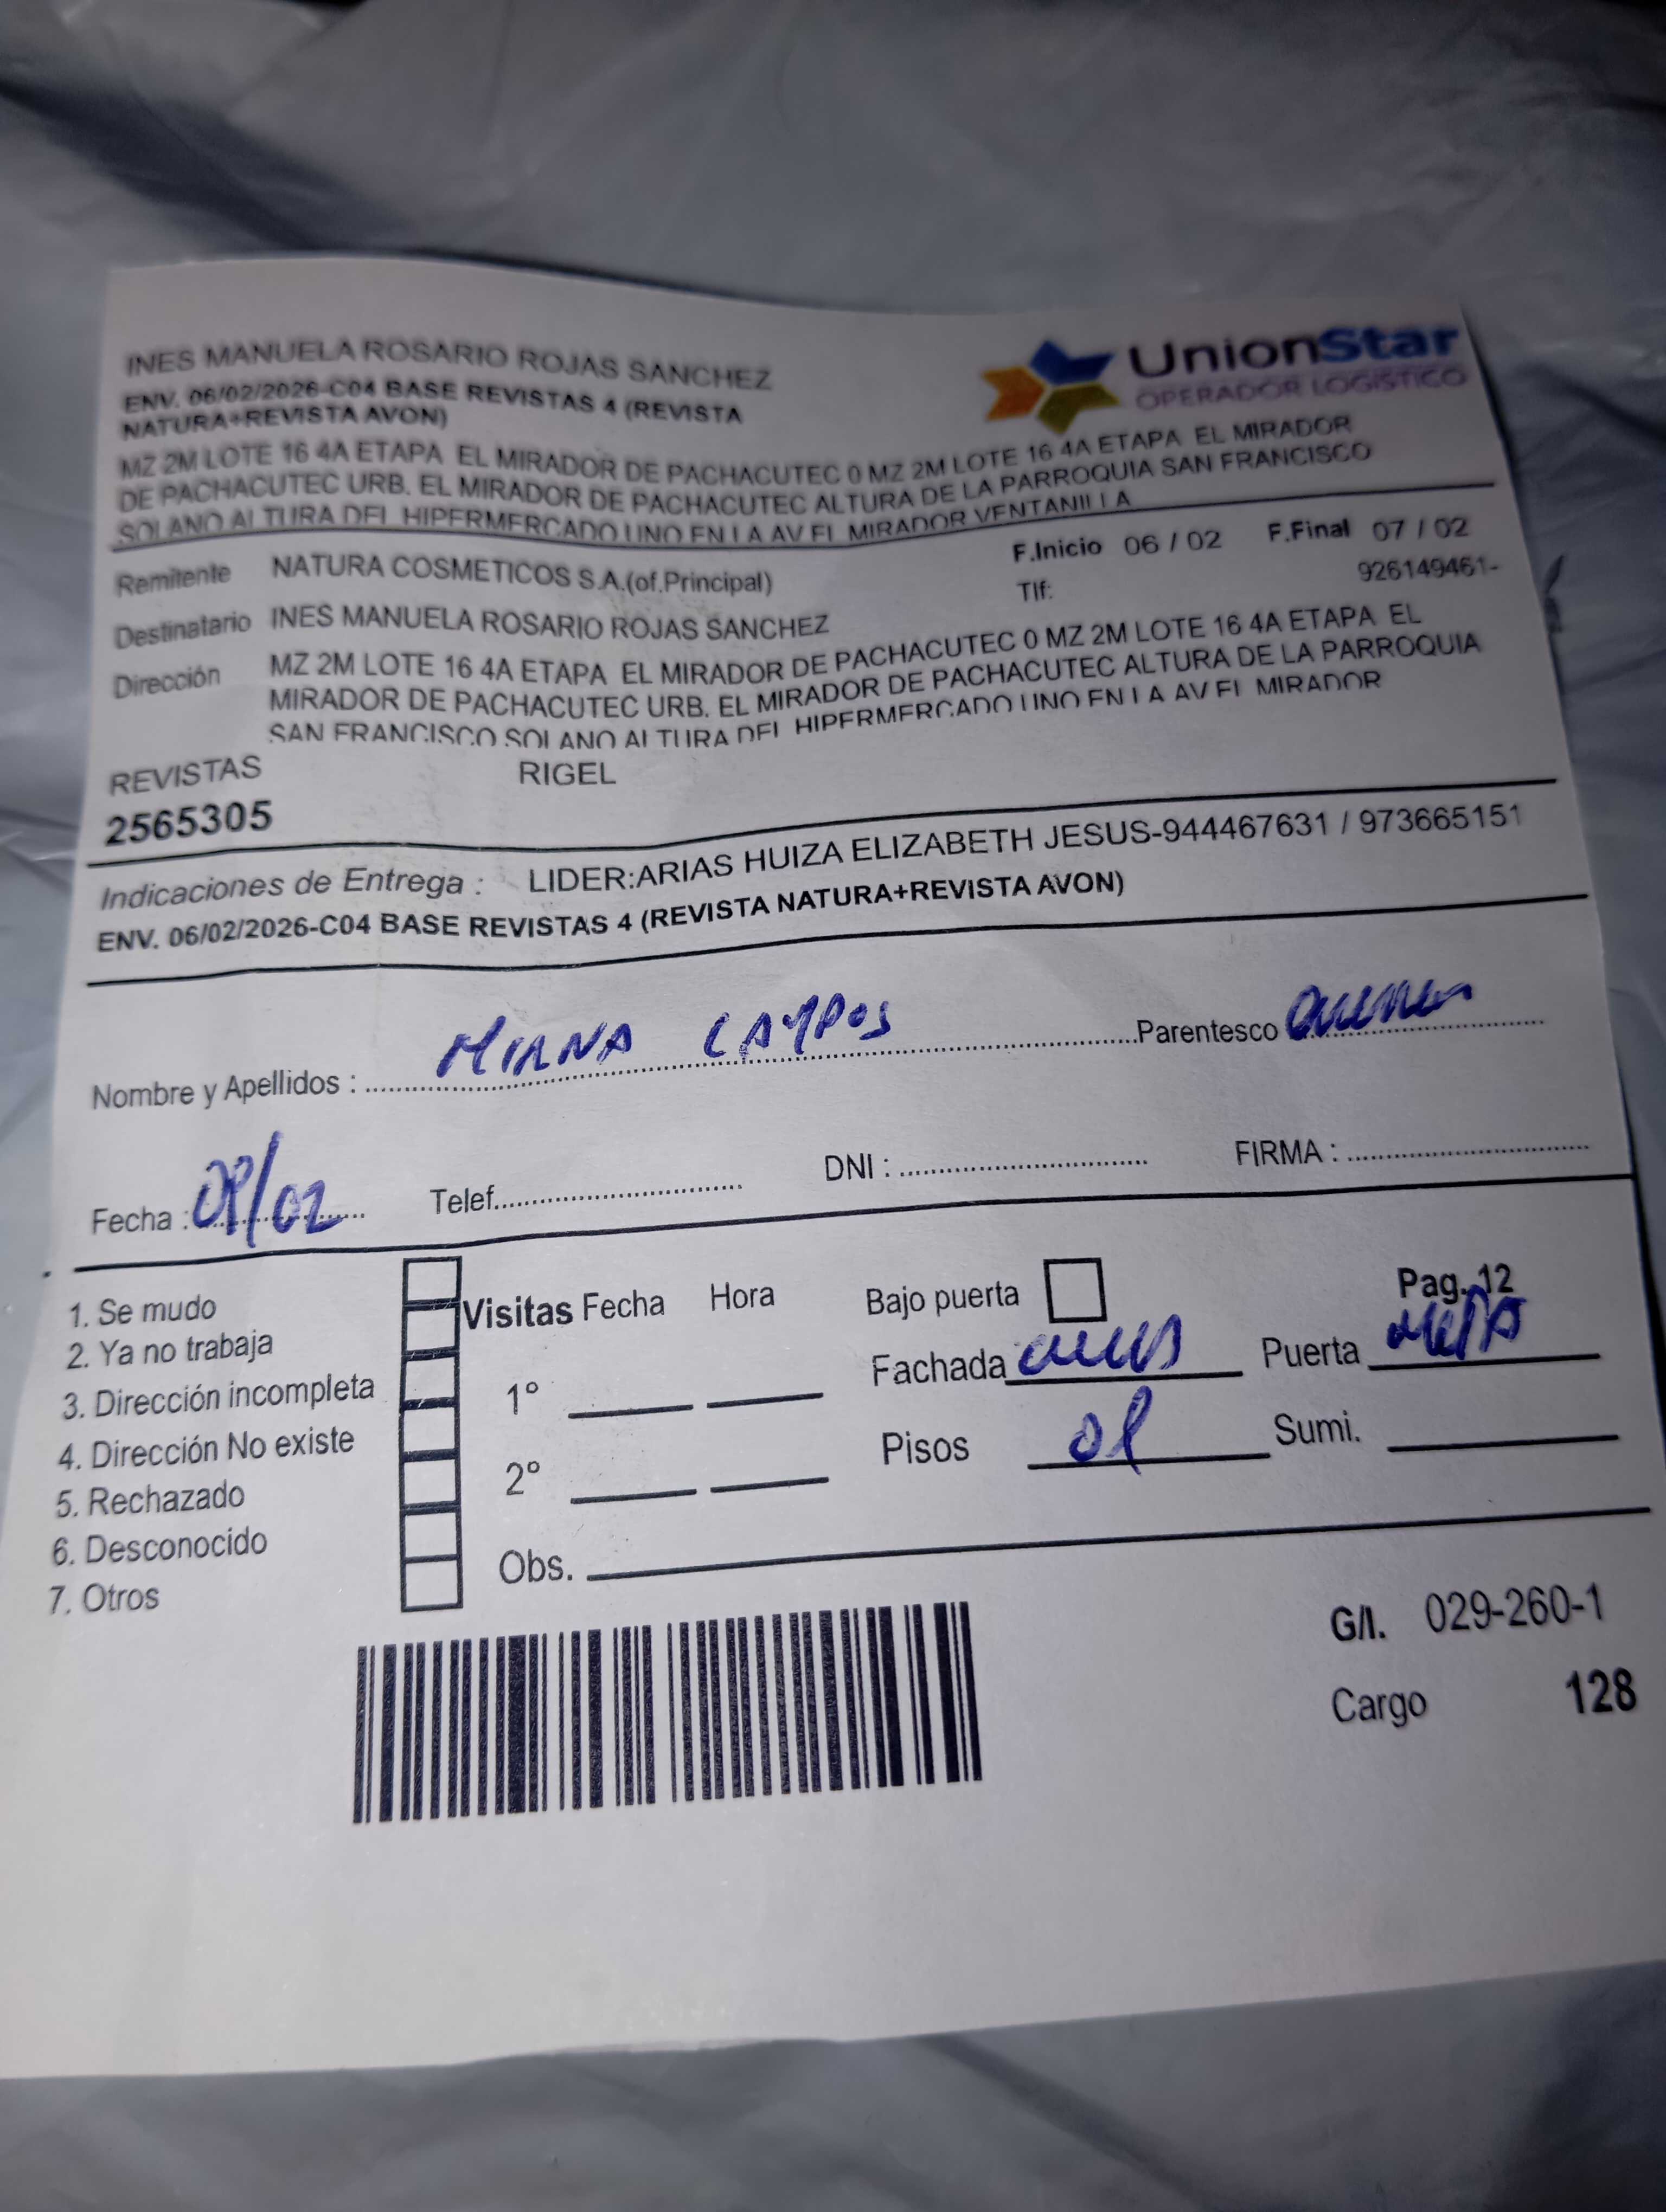 INES MANUELA ROSARIO ROJAS SANCHEZ
UnionStar
OPERADOR LOGISTICO
ENV. 06/02/2026-C04 BASE REVISTAS 4 (REVISTA
NATURA+REVISTA AVON)
MZ 2M LOTE 16 4A ETAPA EL MIRADOR DE PACHACUTEC 0 MZ 2M LOTE 16 4A ETAPA EL MIRADOR
DE PACHACUTEC URB. EL MIRADOR DE PACHACUTEC ALTURA DE LA PARROQUIA SAN FRANCISCO
SOLANO ALTURA DEL HIPERMERCADO UNO EN LA AV EL MIRADOR VENTANILLA
Remitente NATURA COSMETICOS S.A.(of.Principal) F.Inicio 06 / 02 F.Final 07 / 02
Tlf: 926149461-
Destinatario INES MANUELA ROSARIO ROJAS SANCHEZ
Dirección MZ 2M LOTE 16 4A ETAPA EL MIRADOR DE PACHACUTEC 0 MZ 2M LOTE 16 4A ETAPA EL
MIRADOR DE PACHACUTEC URB. EL MIRADOR DE PACHACUTEC ALTURA DE LA PARROQUIA
SAN FRANCISCO SOLANO ALTURA DEL HIPERMERCADO UNO EN LA AV EL MIRADOR
REVISTAS RIGEL
2565305
Indicaciones de Entrega : LIDER:ARIAS HUIZA ELIZABETH JESUS-944467631 / 973665151
ENV. 06/02/2026-C04 BASE REVISTAS 4 (REVISTA NATURA+REVISTA AVON)
Nombre y Apellidos : MIRNA CAMPOS Parentesco
Fecha : /02 Telef. DNI : FIRMA :
1. Se mudo
2. Ya no trabaja
3. Dirección incompleta
4. Dirección No existe
5. Rechazado
6. Desconocido
7. Otros
Visitas Fecha Hora
1º
2º
Obs.
Bajo puerta Pag. 12
Fachada Puerta
Pisos Sumi.
G/I. 029-260-1
Cargo 128